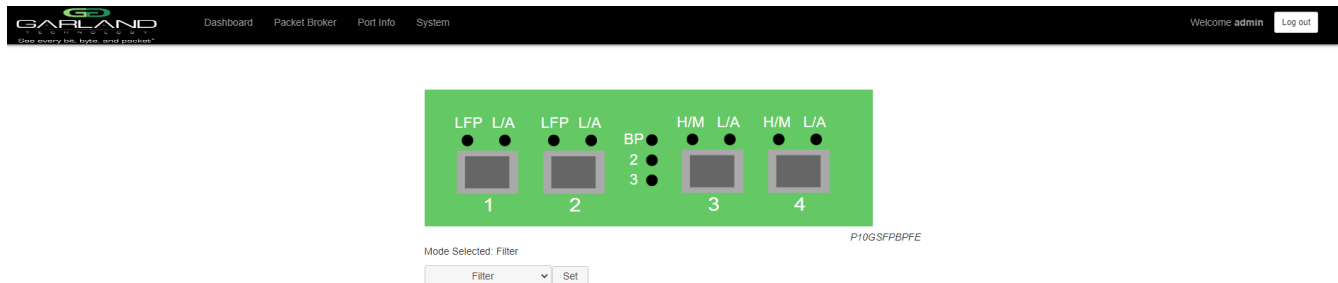 GARLAND
TECHNOLOGY
See every bit, byte, and packet®
Dashboard Packet Broker Port Info System
Welcome admin Log out
LFP L/A LFP L/A H/M L/A H/M L/A
BP
2
3
1 2 3 4
P10GSFPBPFE
Mode Selected: Filter
Filter Set